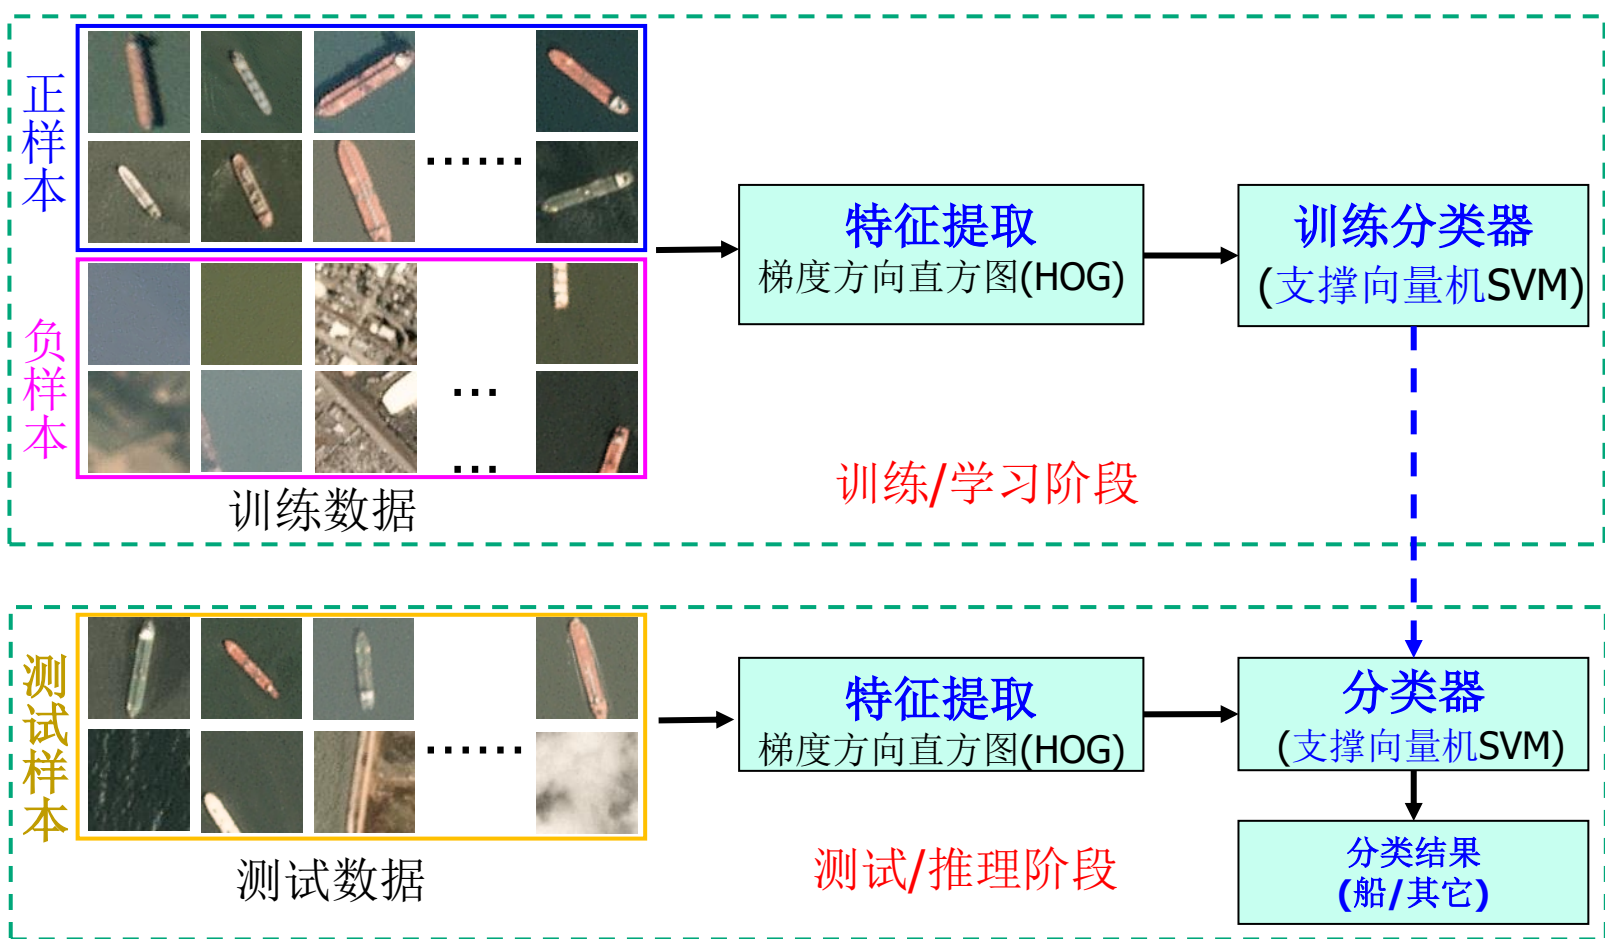 正样本
······
特征提取
梯度方向直方图(HOG)
训练分类器
(支撑向量机SVM)
负样本
···
···
训练数据
训练/学习阶段
测试样本
······
特征提取
梯度方向直方图(HOG)
分类器
(支撑向量机SVM)
测试数据
测试/推理阶段
分类结果
(船/其它)